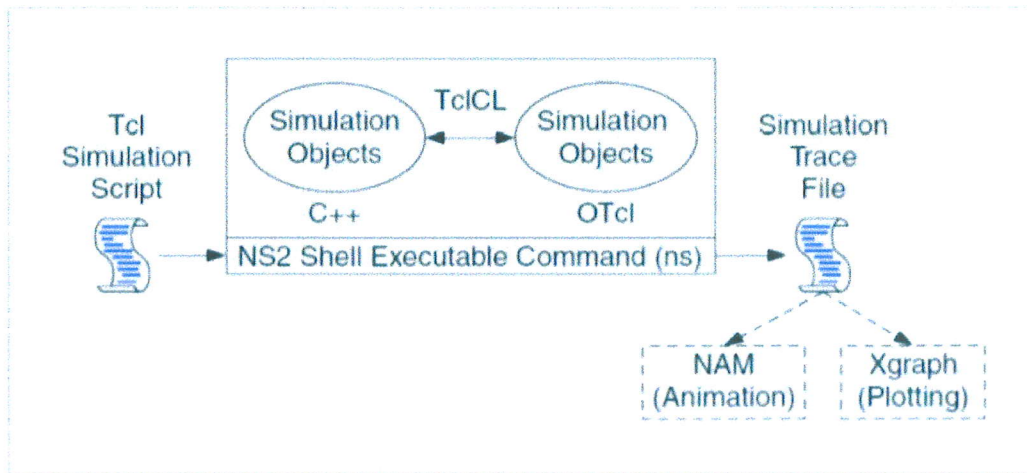 Tcl
Simulation
Script
TclCL
Simulation
Objects
Simulation
Objects
C++
OTcl
NS2 Shell Executable Command (ns)
Simulation
Trace
File
NAM
(Animation)
Xgraph
(Plotting)